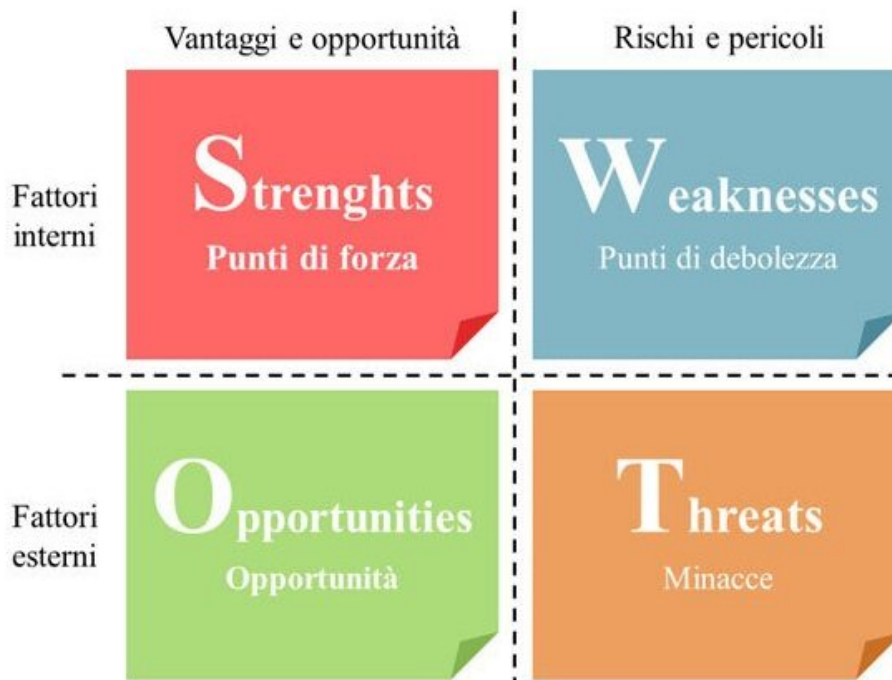 Vantaggi e opportunità
Rischi e pericoli
Fattori
interni
Strenghts
Punti di forza
Weaknesses
Punti di debolezza
Fattori
esterni
Opportunities
Opportunità
Threats
Minacce